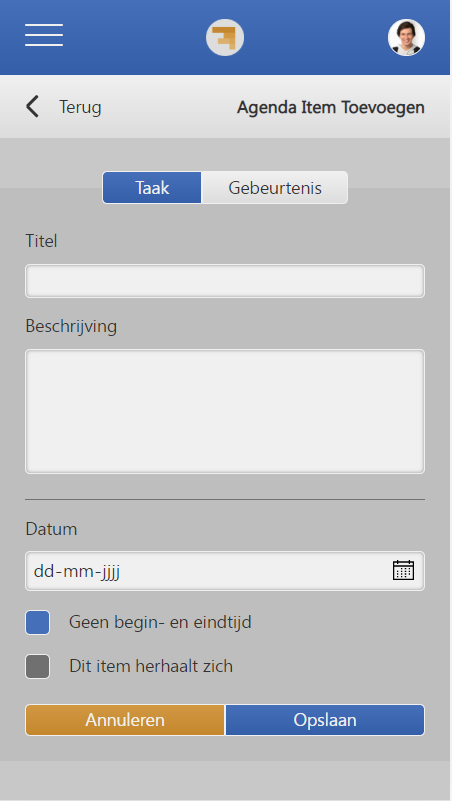 Terug
Agenda Item Toevoegen
Taak
Gebeurtenis
Titel
Beschrijving
Datum
dd-mm-jjjj
Geen begin- en eindtijd
Dit item herhaalt zich
Annuleren
Opslaan